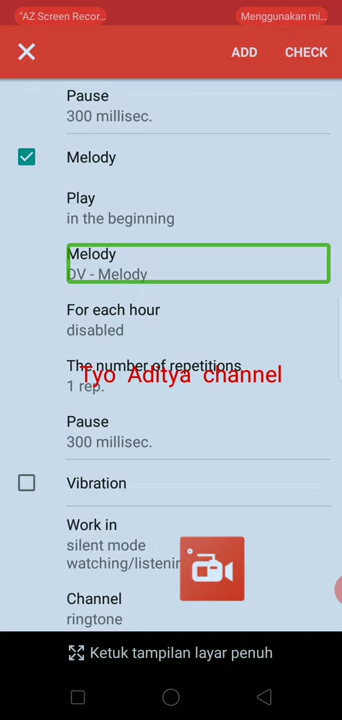 "AZ Screen Recor...
Menggunakan mi...
ADD
CHECK
Pause
300 millisec.
Melody
Play
in the beginning
Melody
DV - Melody
For each hour
disabled
The number of repetitions
1 rep.
Tyo Aditya channel
Pause
300 millisec.
Vibration
Work in
silent mode
watching/listenin
Channel
ringtone
Ketuk tampilan layar penuh